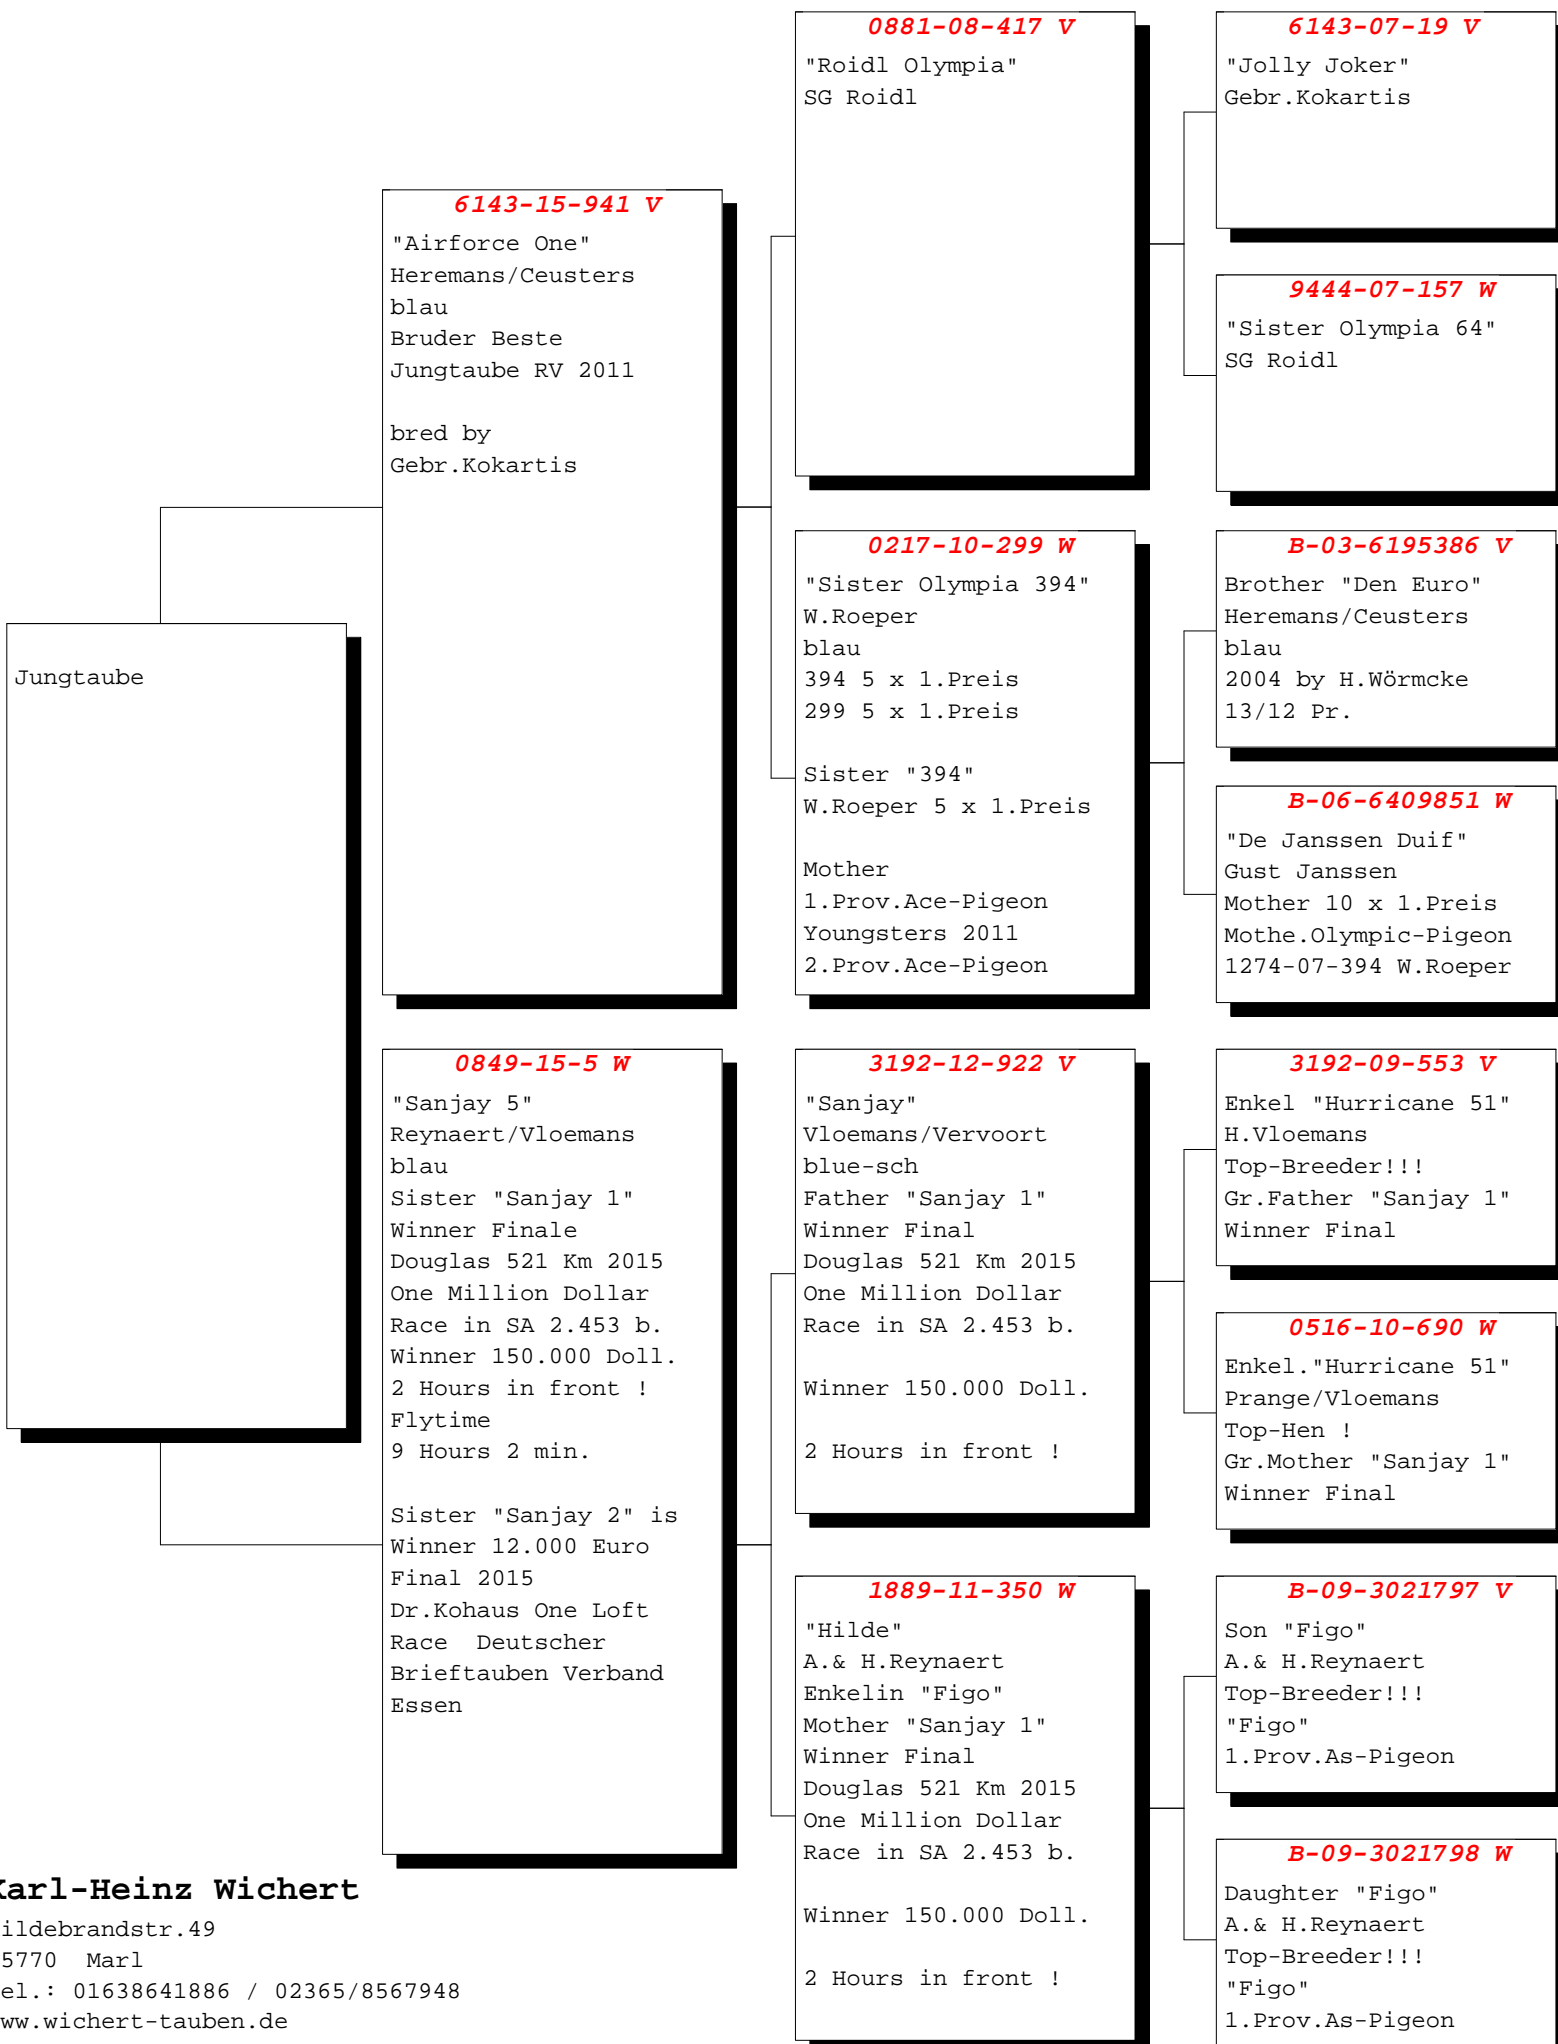 Jungtaube
6143-15-941 V
"Airforce One"
Heremans/Ceusters
blau
Bruder Beste
Jungtaube RV 2011
bred by
Gebr.Kokartis
0849-15-5 W
"Sanjay 5"
Reynaert/Vloemans
blau
Sister "Sanjay 1"
Winner Finale
Douglas 521 Km 2015
One Million Dollar
Race in SA 2.453 b.
Winner 150.000 Doll.
2 Hours in front !
Flytime
9 Hours 2 min.
Sister "Sanjay 2" is
Winner 12.000 Euro
Final 2015
Dr.Kohaus One Loft
Race  Deutscher
Brieftauben Verband
Essen
0881-08-417 V
"Roidl Olympia"
SG Roidl
0217-10-299 W
"Sister Olympia 394"
W.Roeper
blau
394 5 x 1.Preis
299 5 x 1.Preis
Sister "394"
W.Roeper 5 x 1.Preis
Mother
1.Prov.Ace-Pigeon
Youngsters 2011
2.Prov.Ace-Pigeon
3192-12-922 V
"Sanjay"
Vloemans/Vervoort
blue-sch
Father "Sanjay 1"
Winner Final
Douglas 521 Km 2015
One Million Dollar
Race in SA 2.453 b.
Winner 150.000 Doll.
2 Hours in front !
1889-11-350 W
"Hilde"
A.& H.Reynaert
Enkelin "Figo"
Mother "Sanjay 1"
Winner Final
Douglas 521 Km 2015
One Million Dollar
Race in SA 2.453 b.
Winner 150.000 Doll.
2 Hours in front !
6143-07-19 V
"Jolly Joker"
Gebr.Kokartis
9444-07-157 W
"Sister Olympia 64"
SG Roidl
B-03-6195386 V
Brother "Den Euro"
Heremans/Ceusters
blau
2004 by H.Wörmcke
13/12 Pr.
B-06-6409851 W
"De Janssen Duif"
Gust Janssen
Mother 10 x 1.Preis
Mothe.Olympic-Pigeon
1274-07-394 W.Roeper
3192-09-553 V
Enkel "Hurricane 51"
H.Vloemans
Top-Breeder!!!
Gr.Father "Sanjay 1"
Winner Final
0516-10-690 W
Enkel."Hurricane 51"
Prange/Vloemans
Top-Hen !
Gr.Mother "Sanjay 1"
Winner Final
B-09-3021797 V
Son "Figo"
A.& H.Reynaert
Top-Breeder!!!
"Figo"
1.Prov.As-Pigeon
B-09-3021798 W
Daughter "Figo"
A.& H.Reynaert
Top-Breeder!!!
"Figo"
1.Prov.As-Pigeon
Karl-Heinz Wichert
ildebrandstr.49
5770  Marl
el.: 01638641886 / 02365/8567948
ww.wichert-tauben.de